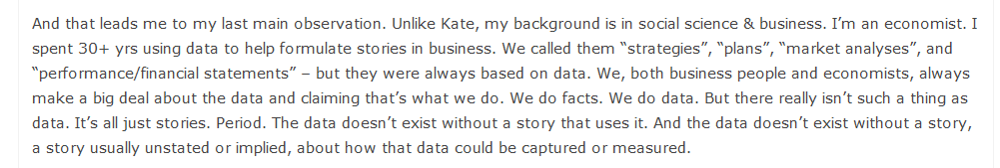 And that leads me to my last main observation. Unlike Kate, my background is in social science & business. I’m an economist. I
spent 30+ yrs using data to help formulate stories in business. We called them “strategies”, “plans”, “market analyses”, and
“performance/financial statements” – but they were always based on data. We, both business people and economists, always
make a big deal about the data and claiming that’s what we do. We do facts. We do data. But there really isn’t such a thing as
data. It’s all just stories. Period. The data doesn’t exist without a story that uses it. And the data doesn’t exist without a story,
a story usually unstated or implied, about how that data could be captured or measured.